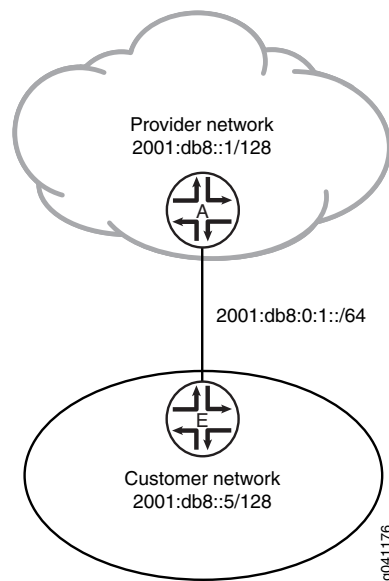 Provider network
2001:db8::1/128
A
2001:db8:0:1::/64
E
Customer network
2001:db8::5/128
g041176